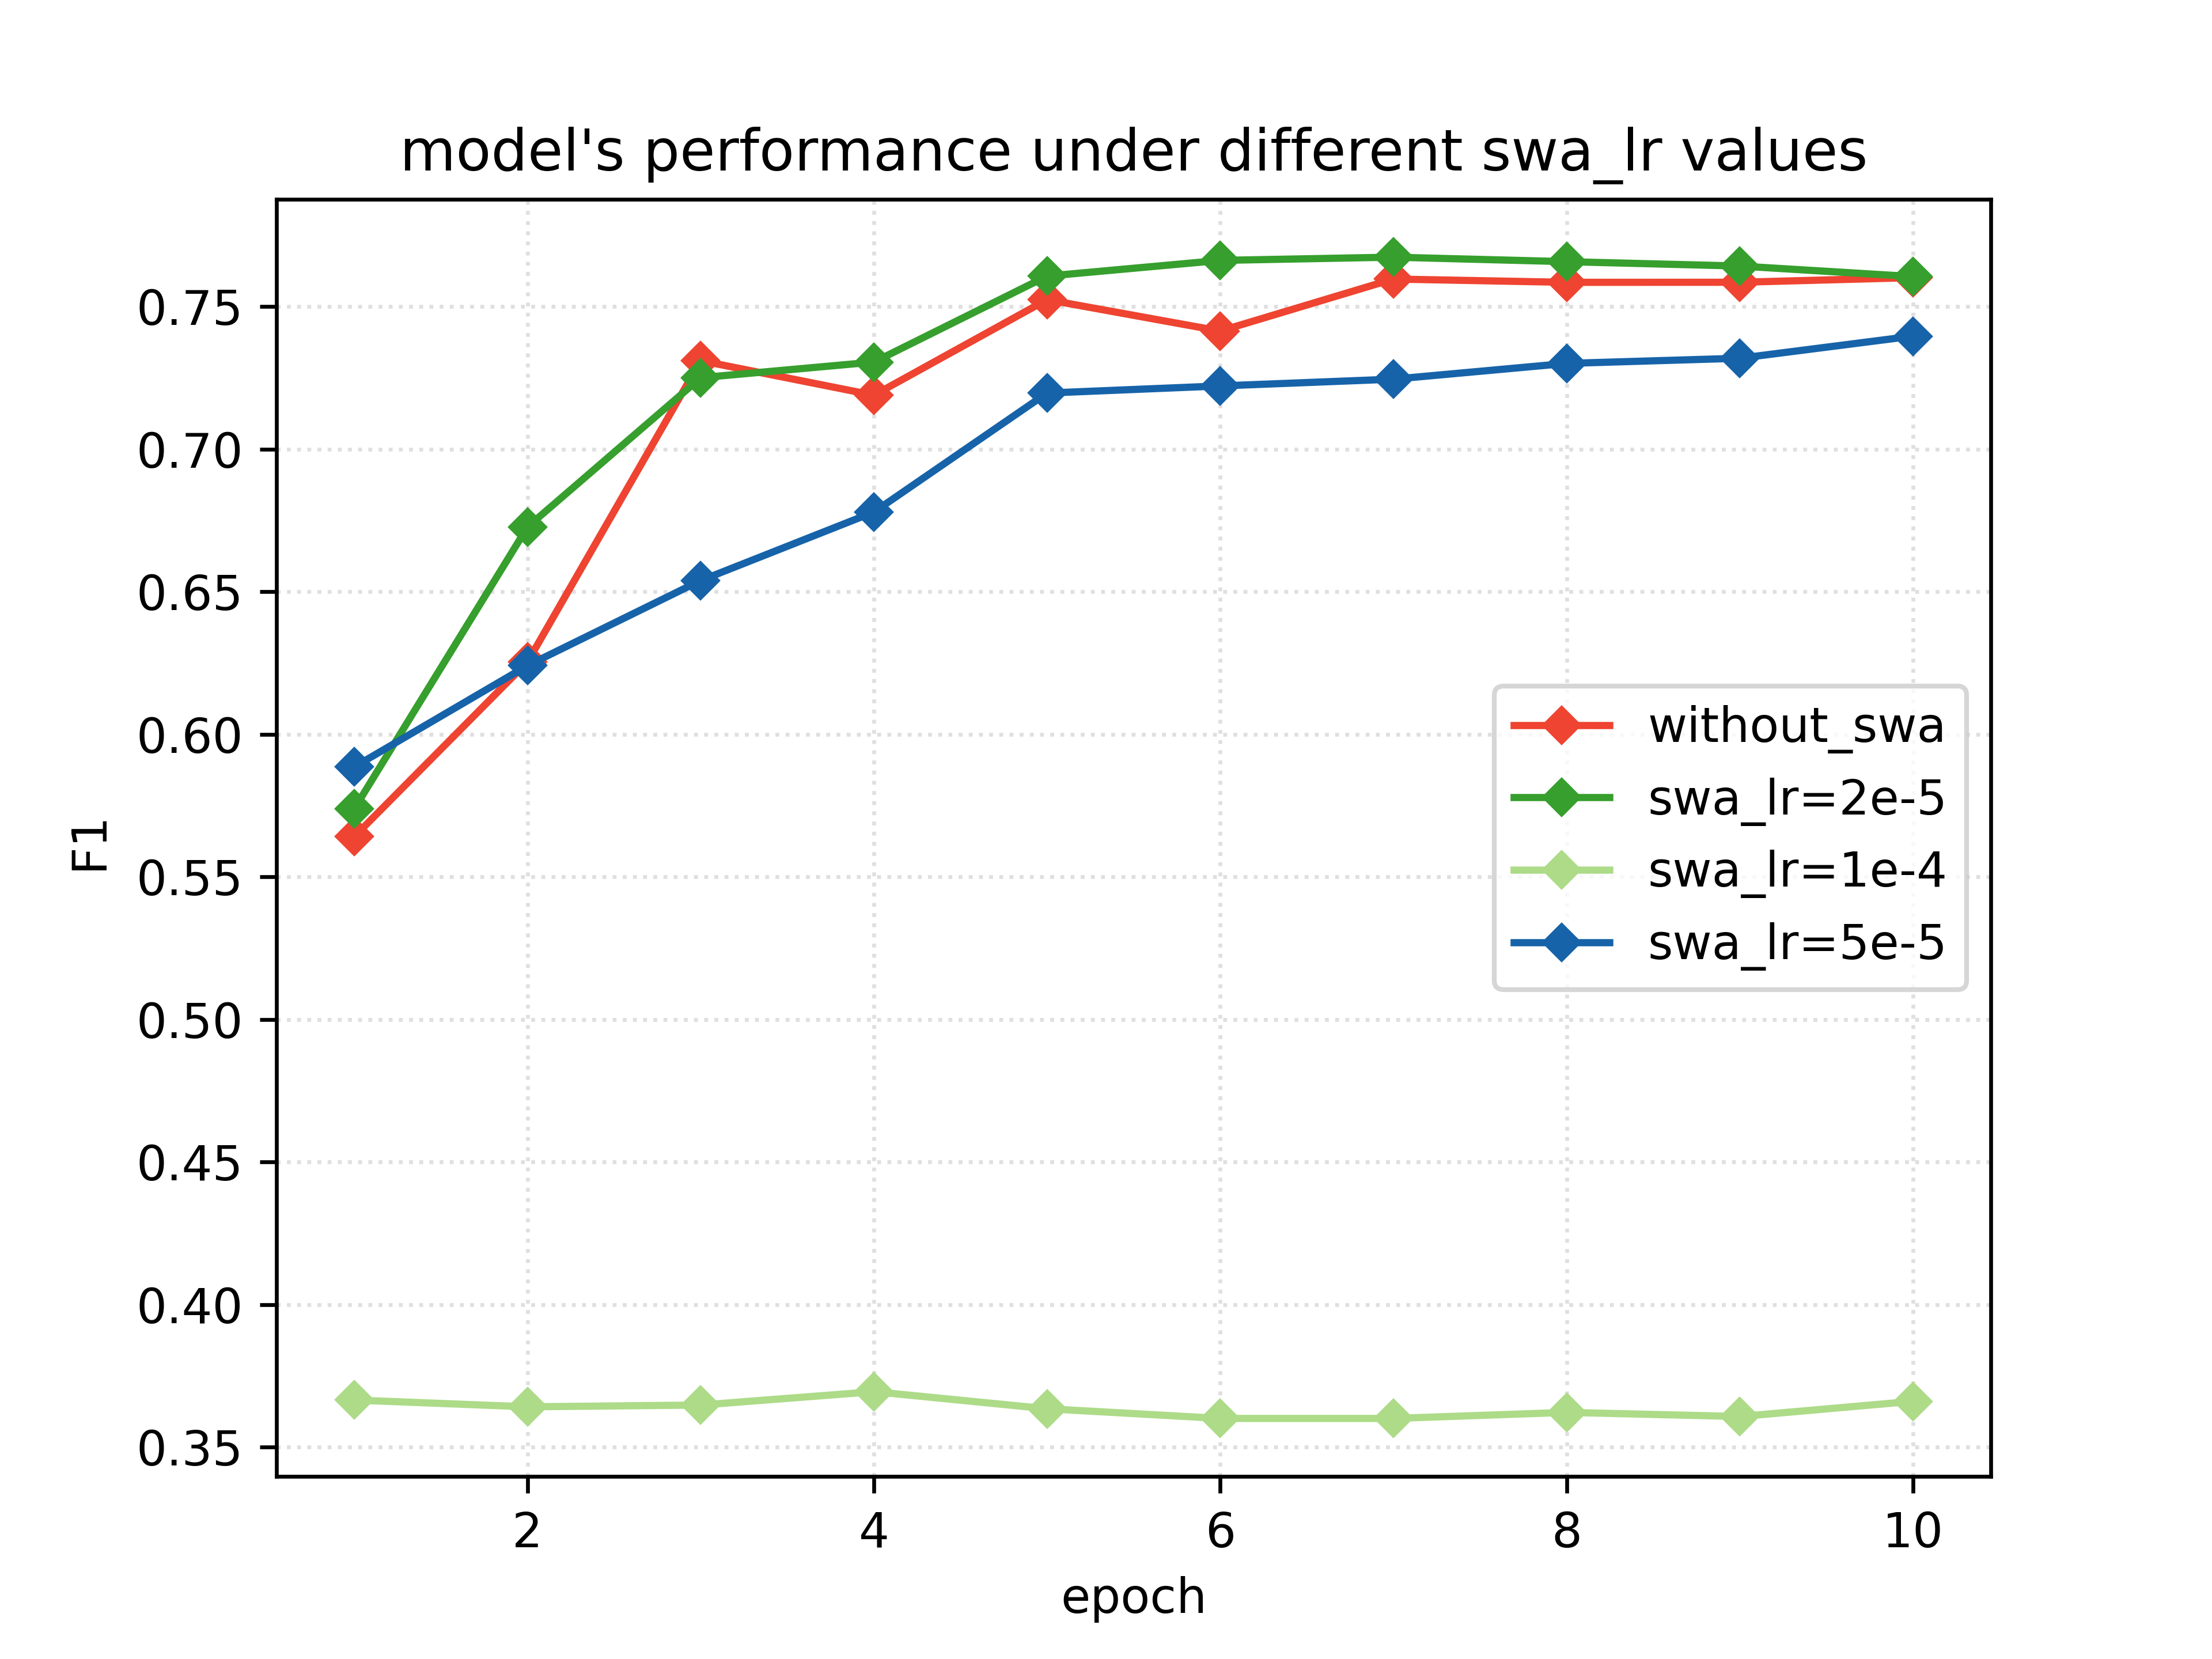 model's performance under different swa_lr values
0.75
0.70
0.65
0.60
0.55
0.50
0.45
0.40
0.35
F1
without_swa
swa_lr=2e-5
swa_lr=1e-4
swa_lr=5e-5
2 4 6 8 10
epoch